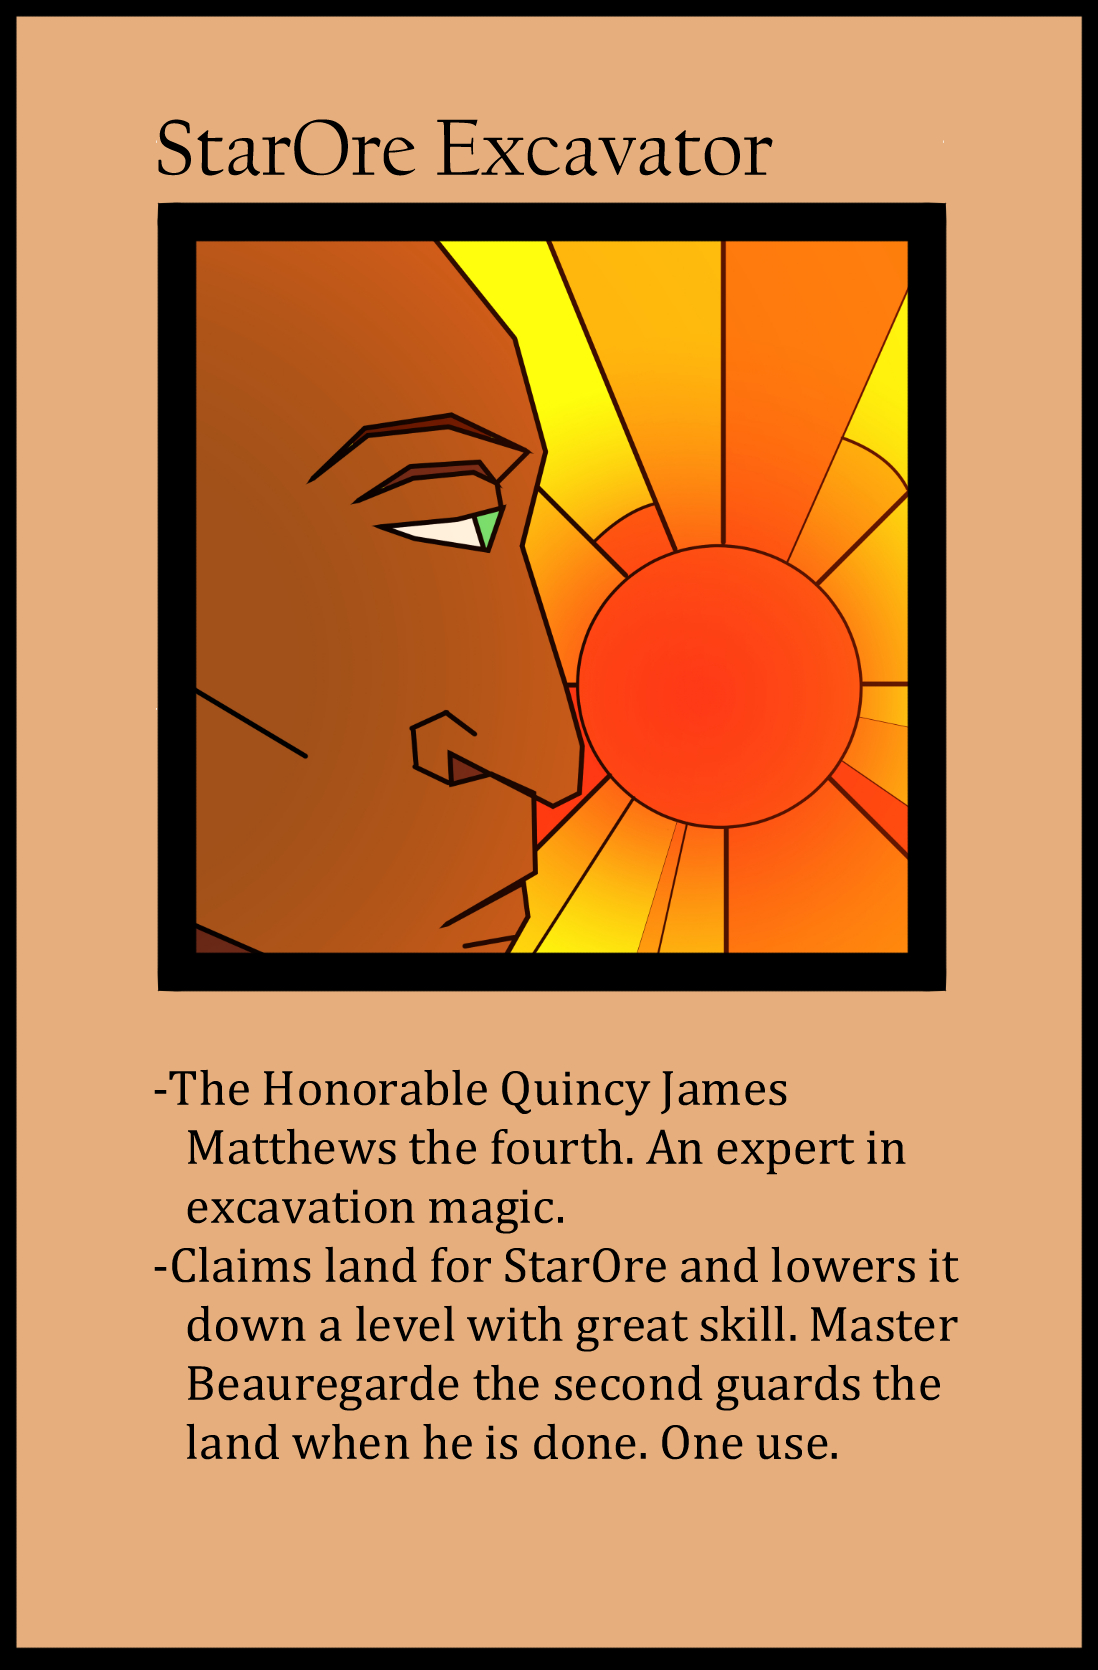 StarOre Excavator
-The Honorable Quincy James
Matthews the fourth. An expert in
excavation magic.
-Claims land for StarOre and lowers it
down a level with great skill. Master
Beauregarde the second guards the
land when he is done. One use.